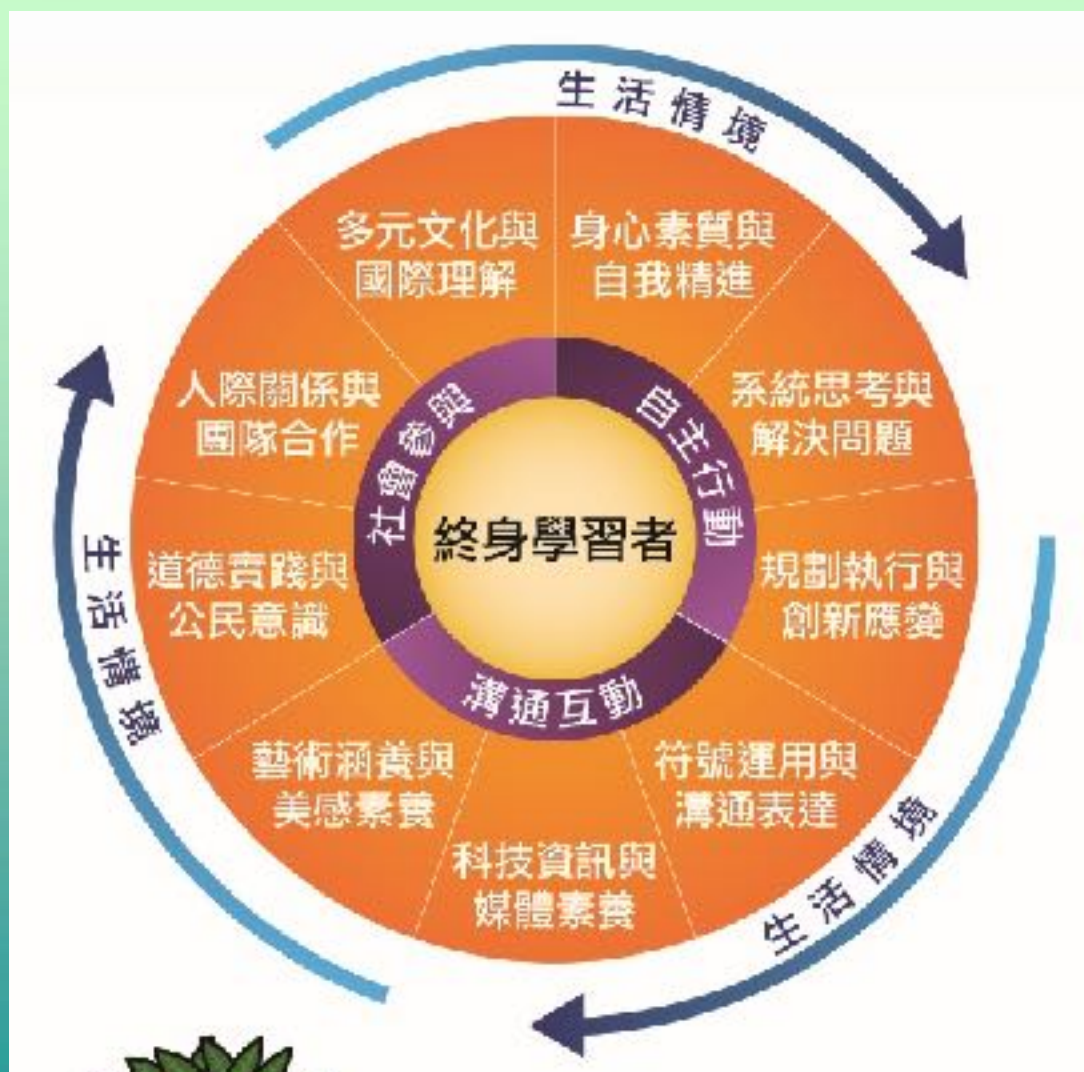 生活情境
多元文化與
國際理解
身心素質與
自我精進
人際關係與
團隊合作
系統思考與
解決問題
社會參與
自主行動
終身學習者
道德實踐與
公民意識
規劃執行與
創新應變
生活情境
溝通互動
藝術涵養與
美感素養
符號運用與
溝通表達
科技資訊與
媒體素養
生活情境